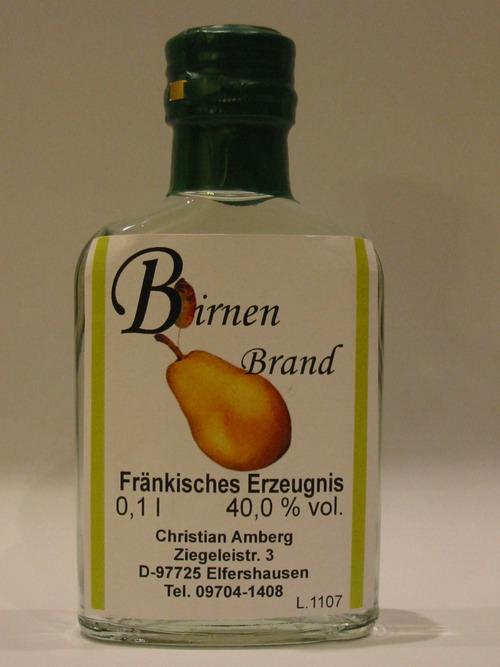 Birnen
Brand
Fränkisches Erzeugnis
0,1 l 40,0 % vol.
Christian Amberg
Ziegeleistr. 3
D-97725 Elfershausen
Tel. 09704-1408
L.1107